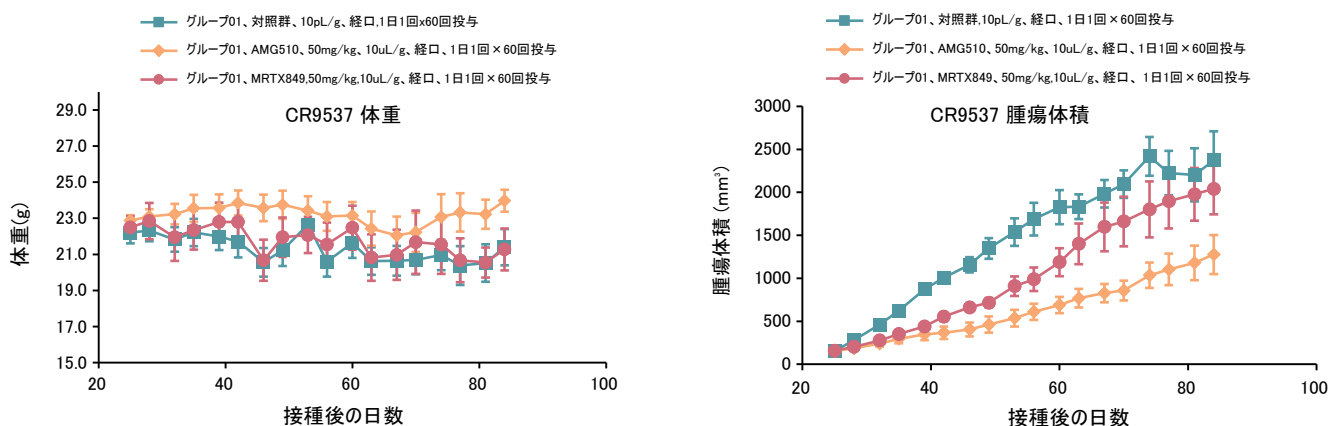 グループ01、対照群、10pL/g、経口,1日1回x60回投与
グループ01、AMG510、50mg/kg、10uL/g、経口、1日1回×60回投与
グループ01、MRTX849,50mg/kg,10uL/g、経口、1日1回×60回投与
CR9537 体重
体重(g)
29.0
27.0
25.0
23.0
21.0
19.0
17.0
15.0
20
40
60
80
100
接種後の日数
グループ01、対照群,10pL/g、経口、1日1回×60回投与
グループ01、AMG510、50mg/kg、10uL/g、経口、1日1回×60回投与
グループ01、MRTX849、50mg/kg,10uL/g、経口、 1日1回×60回投与
CR9537 腫瘍体積
腫瘍体積 (mm³)
3000
2500
2000
1500
1000
500
0
20
40
60
80
100
接種後の日数